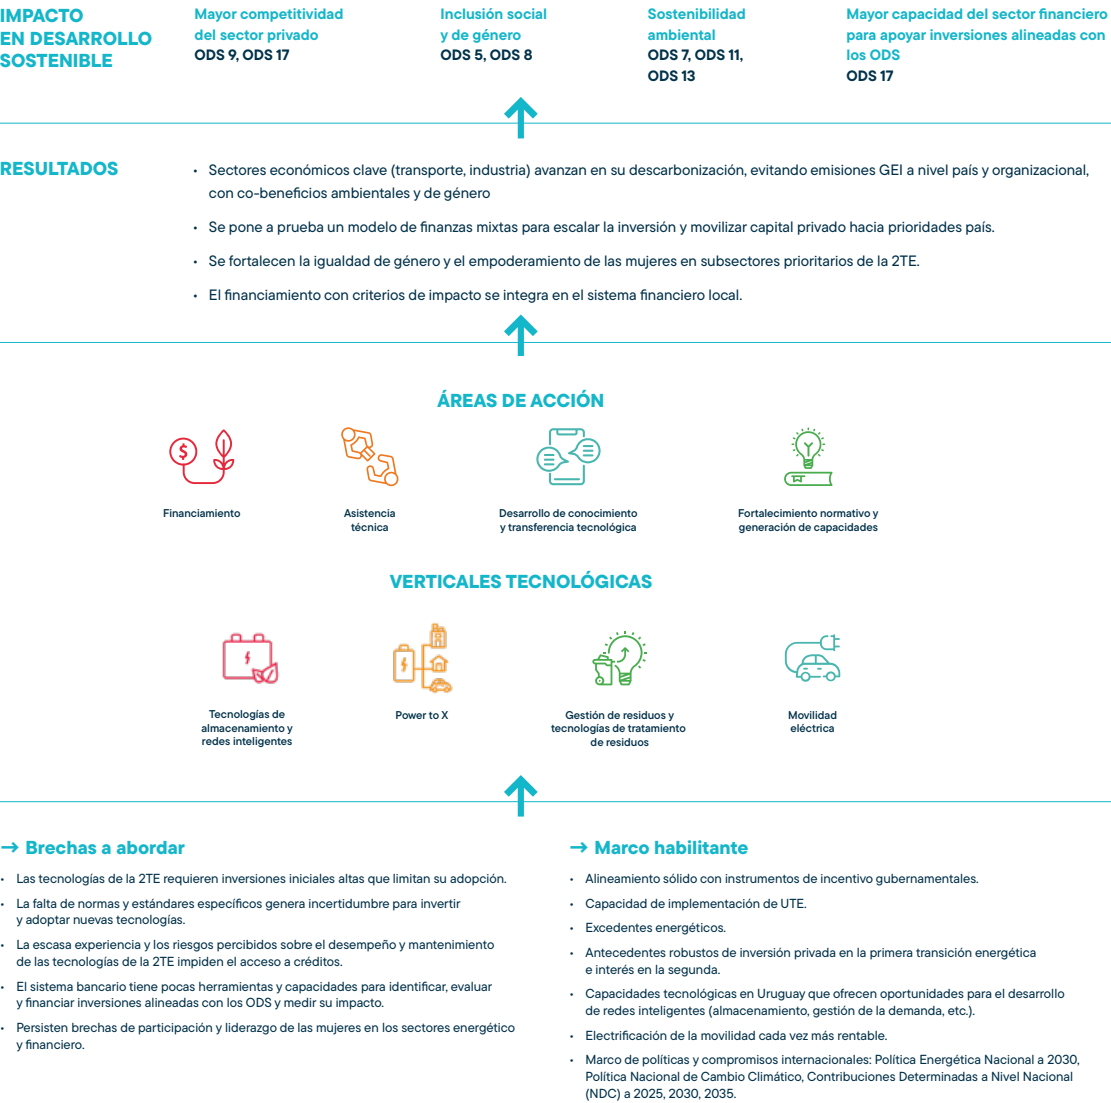 IMPACTO
EN DESARROLLO
SOSTENIBLE
Mayor competitividad
del sector privado
ODS 9, ODS 17
Inclusión social
y de género
ODS 5, ODS 8
Sostenibilidad
ambiental
ODS 7, ODS 11,
ODS 13
Mayor capacidad del sector financiero
para apoyar inversiones alineadas con
los ODS
ODS 17
RESULTADOS
• Sectores económicos clave (transporte, industria) avanzan en su descarbonización, evitando emisiones GEI a nivel país y organizacional,
con co-beneficios ambientales y de género
• Se pone a prueba un modelo de finanzas mixtas para escalar la inversión y movilizar capital privado hacia prioridades país.
• Se fortalecen la igualdad de género y el empoderamiento de las mujeres en subsectores prioritarios de la 2TE.
• El financiamiento con criterios de impacto se integra en el sistema financiero local.
ÁREAS DE ACCIÓN
$
Financiamiento
Asistencia
técnica
Desarrollo de conocimiento
y transferencia tecnológica
Fortalecimiento normativo y
generación de capacidades
VERTICALES TECNOLÓGICAS
Tecnologías de
almacenamiento y
redes inteligentes
Power to X
Gestión de residuos y
tecnologías de tratamiento
de residuos
Movilidad
eléctrica
→ Brechas a abordar
• Las tecnologías de la 2TE requieren inversiones iniciales altas que limitan su adopción.
• La falta de normas y estándares específicos genera incertidumbre para invertir
y adoptar nuevas tecnologías.
• La escasa experiencia y los riesgos percibidos sobre el desempeño y mantenimiento
de las tecnologías de la 2TE impiden el acceso a créditos.
• El sistema bancario tiene pocas herramientas y capacidades para identificar, evaluar
y financiar inversiones alineadas con los ODS y medir su impacto.
• Persisten brechas de participación y liderazgo de las mujeres en los sectores energético
y financiero.
→ Marco habilitante
• Alineamiento sólido con instrumentos de incentivo gubernamentales.
• Capacidad de implementación de UTE.
• Excedentes energéticos.
• Antecedentes robustos de inversión privada en la primera transición energética
e interés en la segunda.
• Capacidades tecnológicas en Uruguay que ofrecen oportunidades para el desarrollo
de redes inteligentes (almacenamiento, gestión de la demanda, etc.).
• Electrificación de la movilidad cada vez más rentable.
• Marco de políticas y compromisos internacionales: Política Energética Nacional a 2030,
Política Nacional de Cambio Climático, Contribuciones Determinadas a Nivel Nacional
(NDC) a 2025, 2030, 2035.